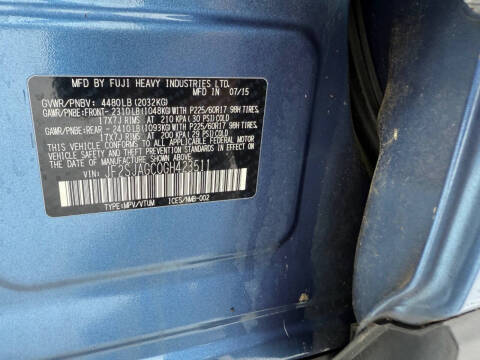 MFD BY FUJI HEAVY INDUSTRIES LTD.
MFD IN 07/15
GVWR/PNBV: 4480LB (2032KG)
GAWR/PNBE:FRONT- 2310LB(1048KG)WITH P225/60R17 98H TIRES,
17X7J RIMS AT 210 KPA(30 PSI)COLD
GAWR/PNBE:REAR - 2410LB(1093KG)WITH P225/60R17 98H TIRES,
17X7J RIMS AT 200 KPA(29 PSI)COLD
THIS VEHICLE CONFORMS TO ALL APPLICABLE FEDERAL MOTOR
VEHICLE SAFETY AND BUMPER STANDARDS IN EFFECT
ON THE DATE OF MANUFACTURE SHOWN ABOVE.
VIN: JF2SJAGC0GH423511
TYPE:MPV/VTUM ICES/NMB-002